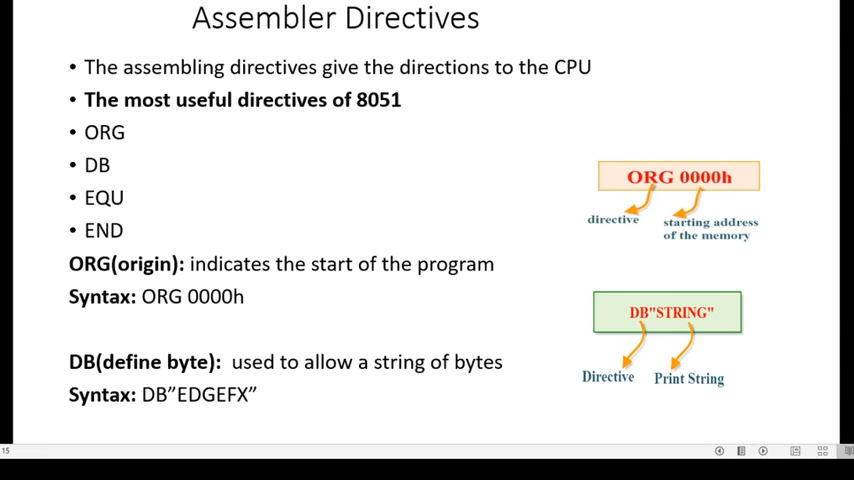 Assembler Directives
• The assembling directives give the directions to the CPU
• The most useful directives of 8051
• ORG
• DB
• EQU
• END
ORG(origin): indicates the start of the program
Syntax: ORG 0000h
DB(define byte): used to allow a string of bytes
Syntax: DB”EDGEFX”
ORG 0000h
directive
starting address
of the memory
DB"STRING"
Directive
Print String
15